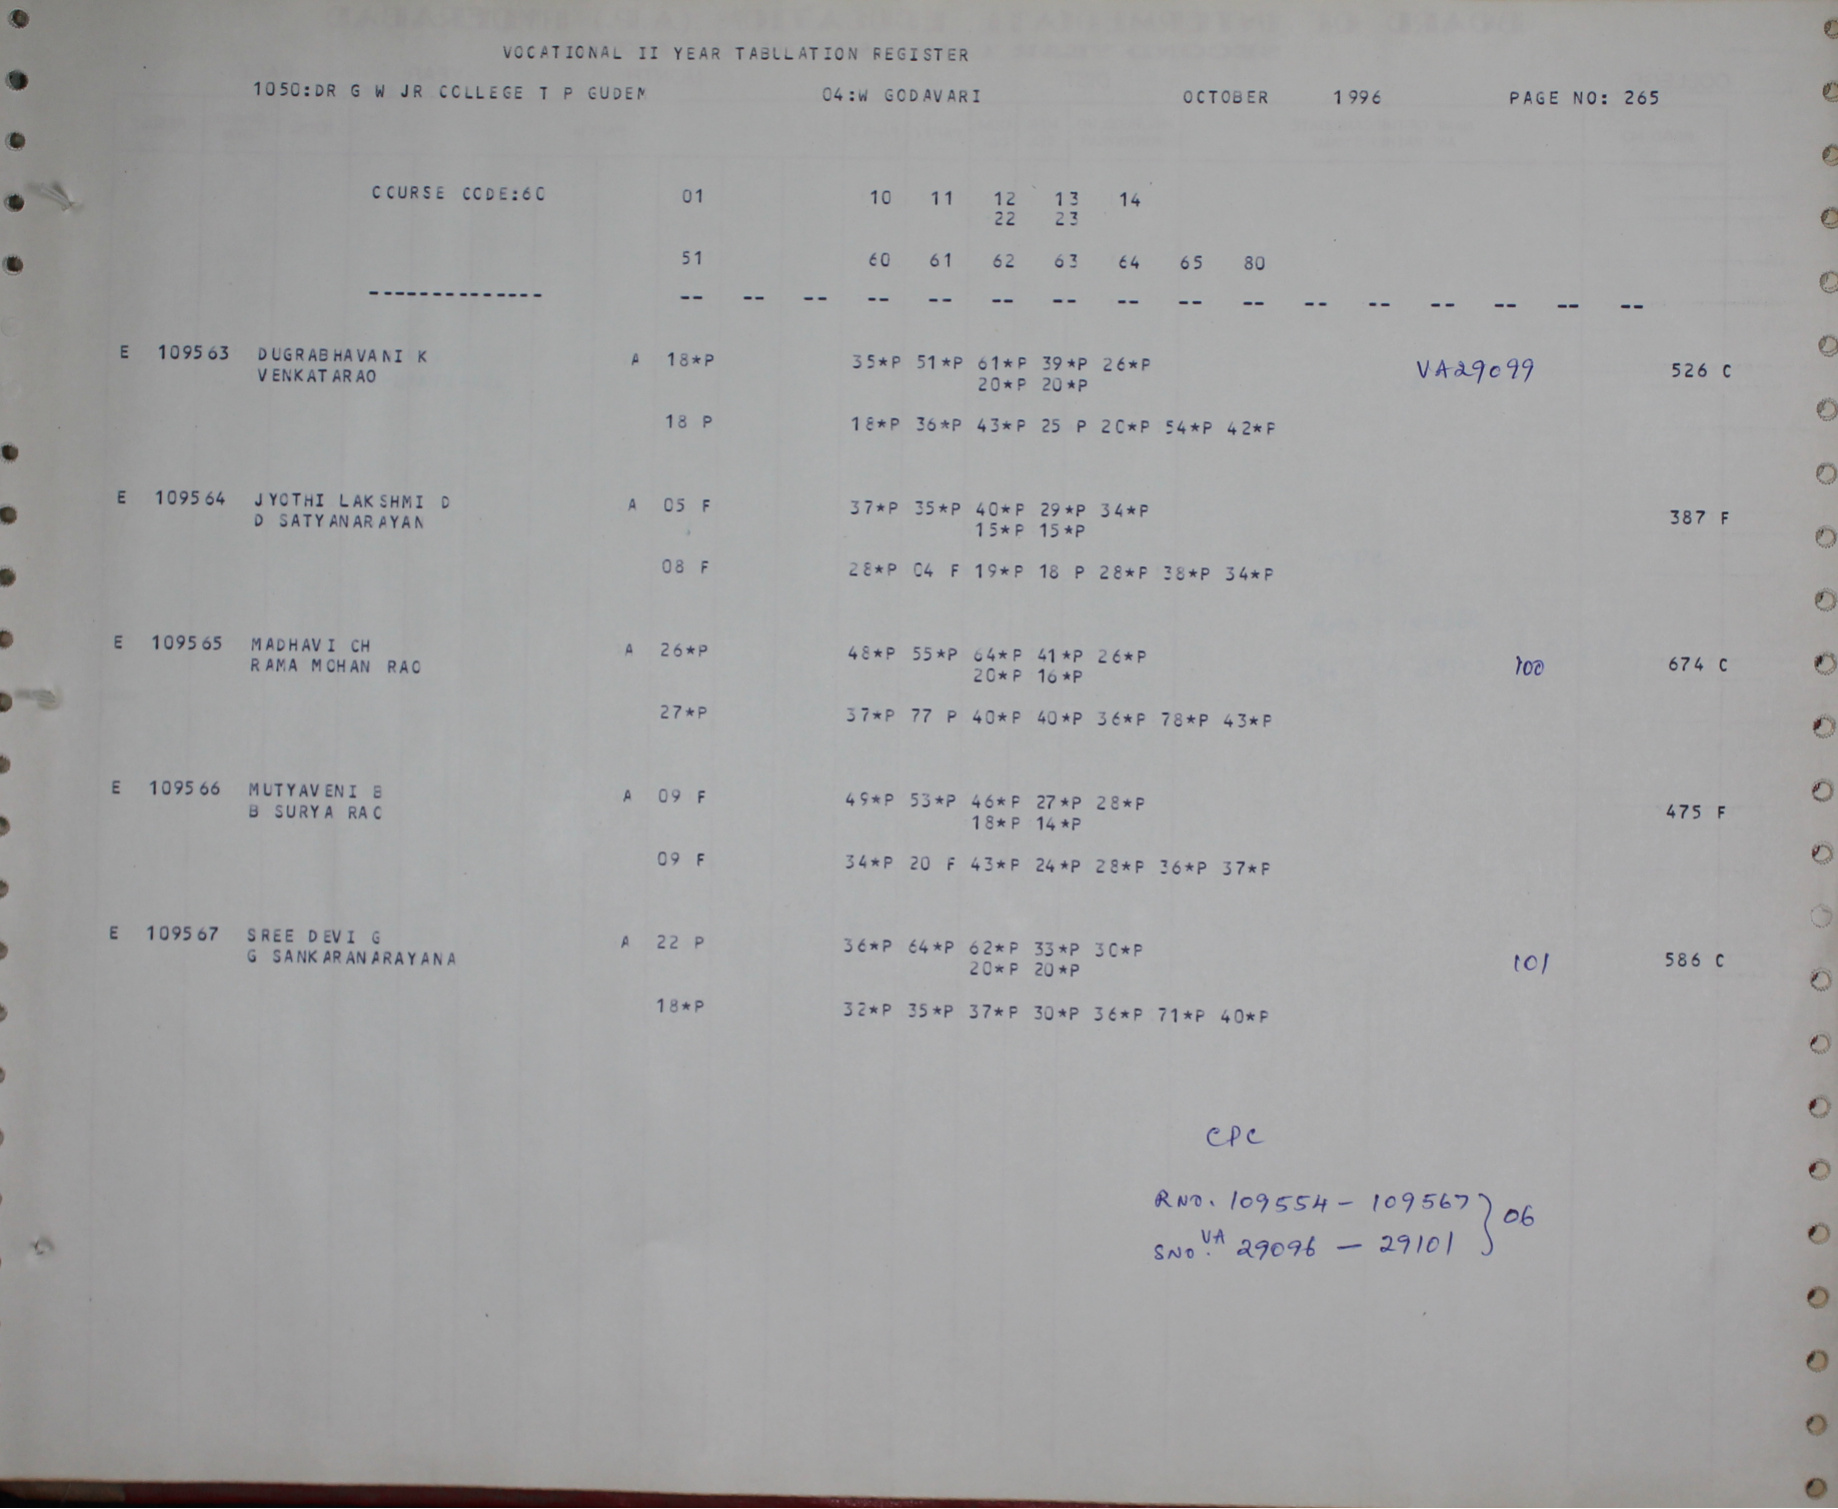 VOCATIONAL II YEAR TABULATION REGISTER
1050:DR G W JR COLLEGE T P GUDEM 04:W GODAVARI OCTOBER 1996 PAGE NO: 265
COURSE CODE:60 01 10 11 12 13 14
22 23
51 60 61 62 63 64 65 80
-------------- -- -- -- -- -- -- -- -- -- -- -- -- -- -- -- --
E 109563 DUGRABHAVANI K A 18*P 35*P 51*P 61*P 39*P 26*P VA29099 526 C
VENKATARAO 20*P 20*P
18 P 18*P 36*P 43*P 25 P 20*P 54*P 42*P
E 109564 JYOTHI LAKSHMI D A 05 F 37*P 35*P 40*P 29*P 34*P 387 F
D SATYANARAYAN 15*P 15*P
08 F 28*P 04 F 19*P 18 P 28*P 38*P 34*P
E 109565 MADHAVI CH A 26*P 48*P 55*P 64*P 41*P 26*P 100 674 C
RAMA MOHAN RAO 20*P 16*P
27*P 37*P 77 P 40*P 40*P 36*P 78*P 43*P
E 109566 MUTYAVENI B A 09 F 49*P 53*P 46*P 27*P 28*P 475 F
B SURYA RAO 18*P 14*P
09 F 34*P 20 F 43*P 24*P 28*P 36*P 37*P
E 109567 SREE DEVI G A 22 P 36*P 64*P 62*P 33*P 30*P 101 586 C
G SANKARANARAYANA 20*P 20*P
18*P 32*P 35*P 37*P 30*P 36*P 71*P 40*P
CPC
RNO. 109554 - 109567 } 06
SNO. VA 29096 - 29101